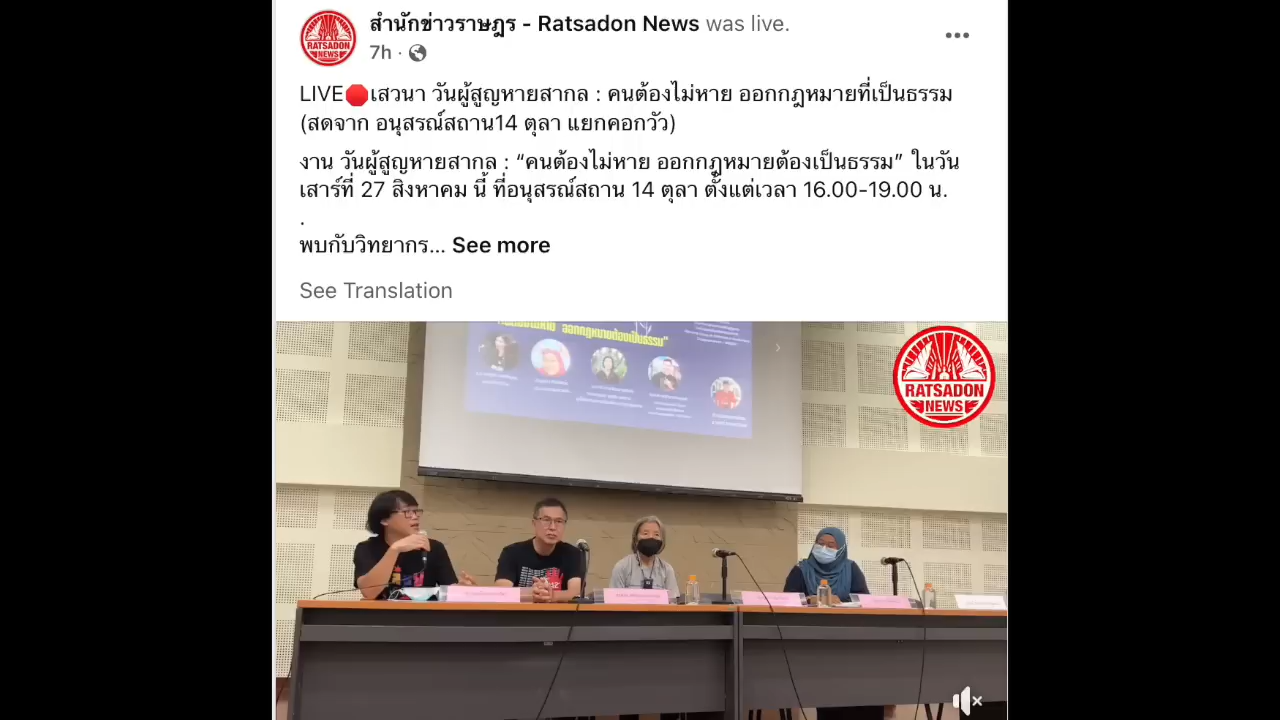 สำนักข่าวราษฎร - Ratsadon News was live.
7h ·
LIVE🛑เสวนา วันผู้สูญหายสากล : คนต้องไม่หาย ออกกฎหมายที่เป็นธรรม
(สดจาก อนุสรณ์สถาน14 ตุลา แยกคอกวัว)
งาน วันผู้สูญหายสากล : “คนต้องไม่หาย ออกกฎหมายต้องเป็นธรรม” ในวัน
เสาร์ที่ 27 สิงหาคม นี้ ที่อนุสรณ์สถาน 14 ตุลา ตั้งแต่เวลา 16.00-19.00 น.
.
พบกับวิทยากร... See more
See Translation
RATSADON
NEWS
ออกกฎหมายต้องเป็นธรรม”
RATSADON
NEWS